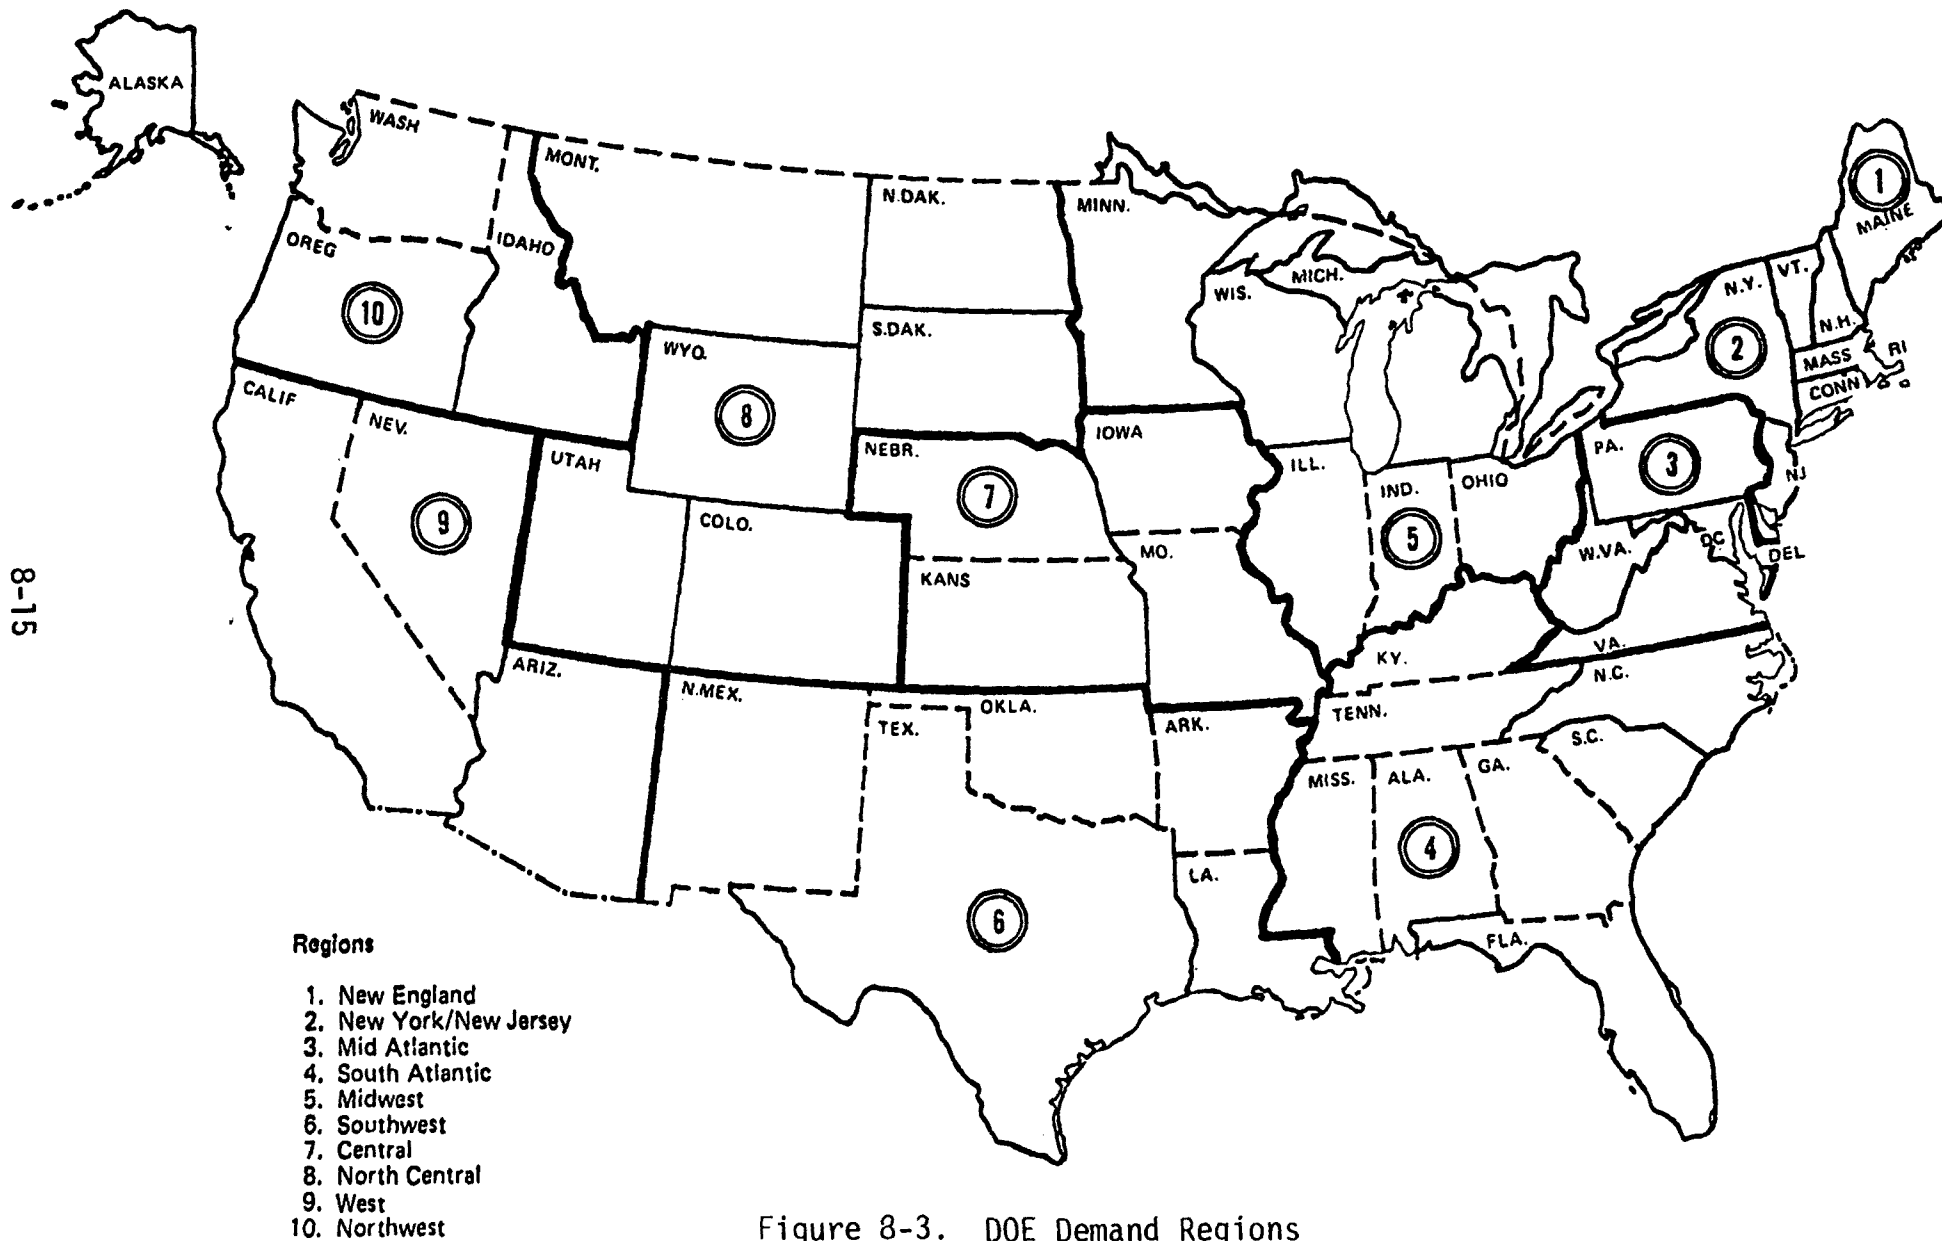 ALASKA
WASH
MONT.
N.DAK.
MINN.
1
MAINE
OREG
IDAHO
MICH.
WIS.
N.Y.
VT.
N.H.
10
S.DAK.
WYO.
2
MASS
RI
CONN
CALIF
NEV.
8
IOWA
NEBR.
UTAH
ILL.
IND.
OHIO
PA.
3
NJ
7
9
COLO.
5
MO.
W.VA.
DC
DEL
KANS
8-15
ARIZ.
N.MEX.
KY.
VA.
N.C.
OKLA.
TEX.
ARK.
TENN.
S.C.
MISS.
ALA.
GA.
4
LA.
6
FLA.
Regions
1. New England
2. New York/New Jersey
3. Mid Atlantic
4. South Atlantic
5. Midwest
6. Southwest
7. Central
8. North Central
9. West
10. Northwest
Figure 8-3. DOE Demand Regions